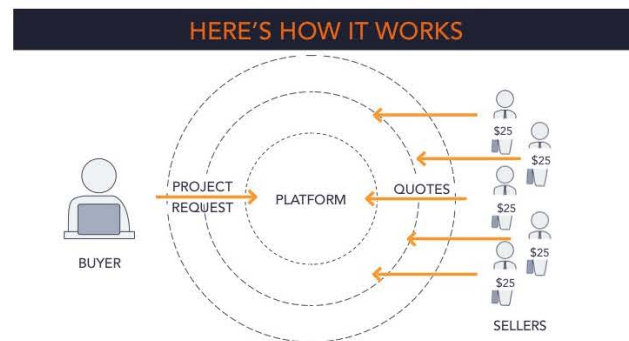 HERE'S HOW IT WORKS
$25
$25
PROJECT
REQUEST
PLATFORM
QUOTES
$25
BUYER
$25
$25
SELLERS